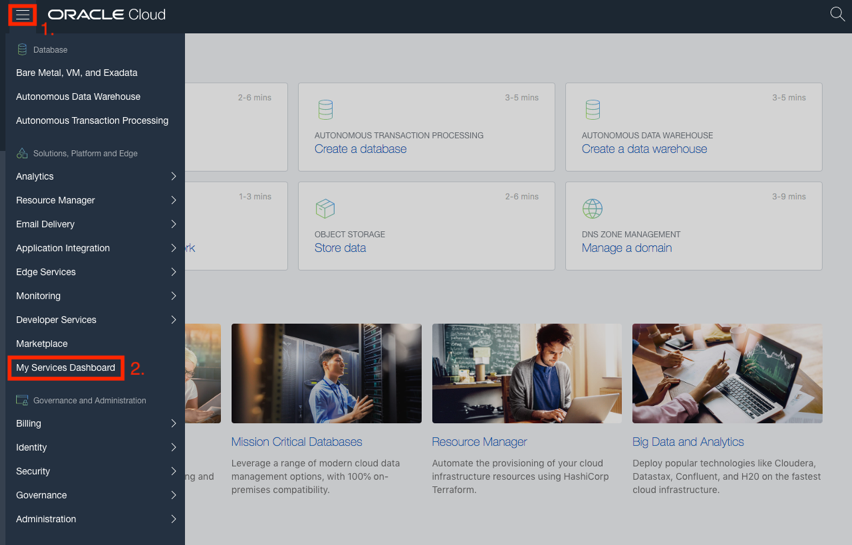 ORACLE Cloud
1.
Database
Bare Metal, VM, and Exadata
Autonomous Data Warehouse
Autonomous Transaction Processing
Solutions, Platform and Edge
Analytics
Resource Manager
Email Delivery
Application Integration
Edge Services
Monitoring
Developer Services
Marketplace
My Services Dashboard
2.
Governance and Administration
Billing
Identity
Security
Governance
Administration
2-6 mins
3-5 mins
AUTONOMOUS TRANSACTION PROCESSING
Create a database
3-5 mins
AUTONOMOUS DATA WAREHOUSE
Create a data warehouse
1-3 mins
rk
2-6 mins
OBJECT STORAGE
Store data
3-9 mins
DNS ZONE MANAGEMENT
Manage a domain
ng and
Mission Critical Databases
Leverage a range of modern cloud data
management options, with 100% on-
premises compatibility.
Resource Manager
Automate the provisioning of your cloud
infrastructure resources using HashiCorp
Terraform.
Big Data and Analytics
Deploy popular technologies like Cloudera,
Datastax, Confluent, and H20 on the fastest
cloud infrastructure.